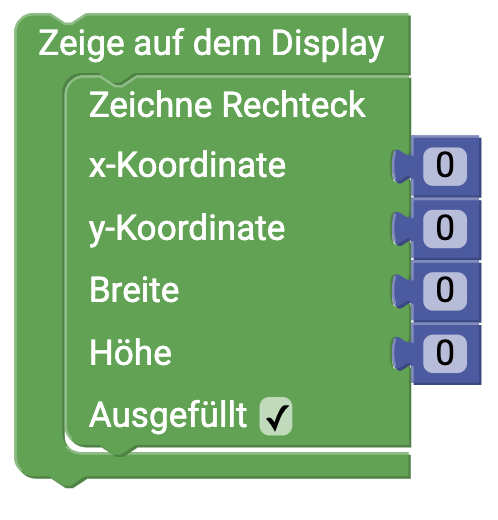 Zeige auf dem Display
Zeichne Rechteck
x-Koordinate 0
y-Koordinate 0
Breite 0
Höhe 0
Ausgefüllt ✓